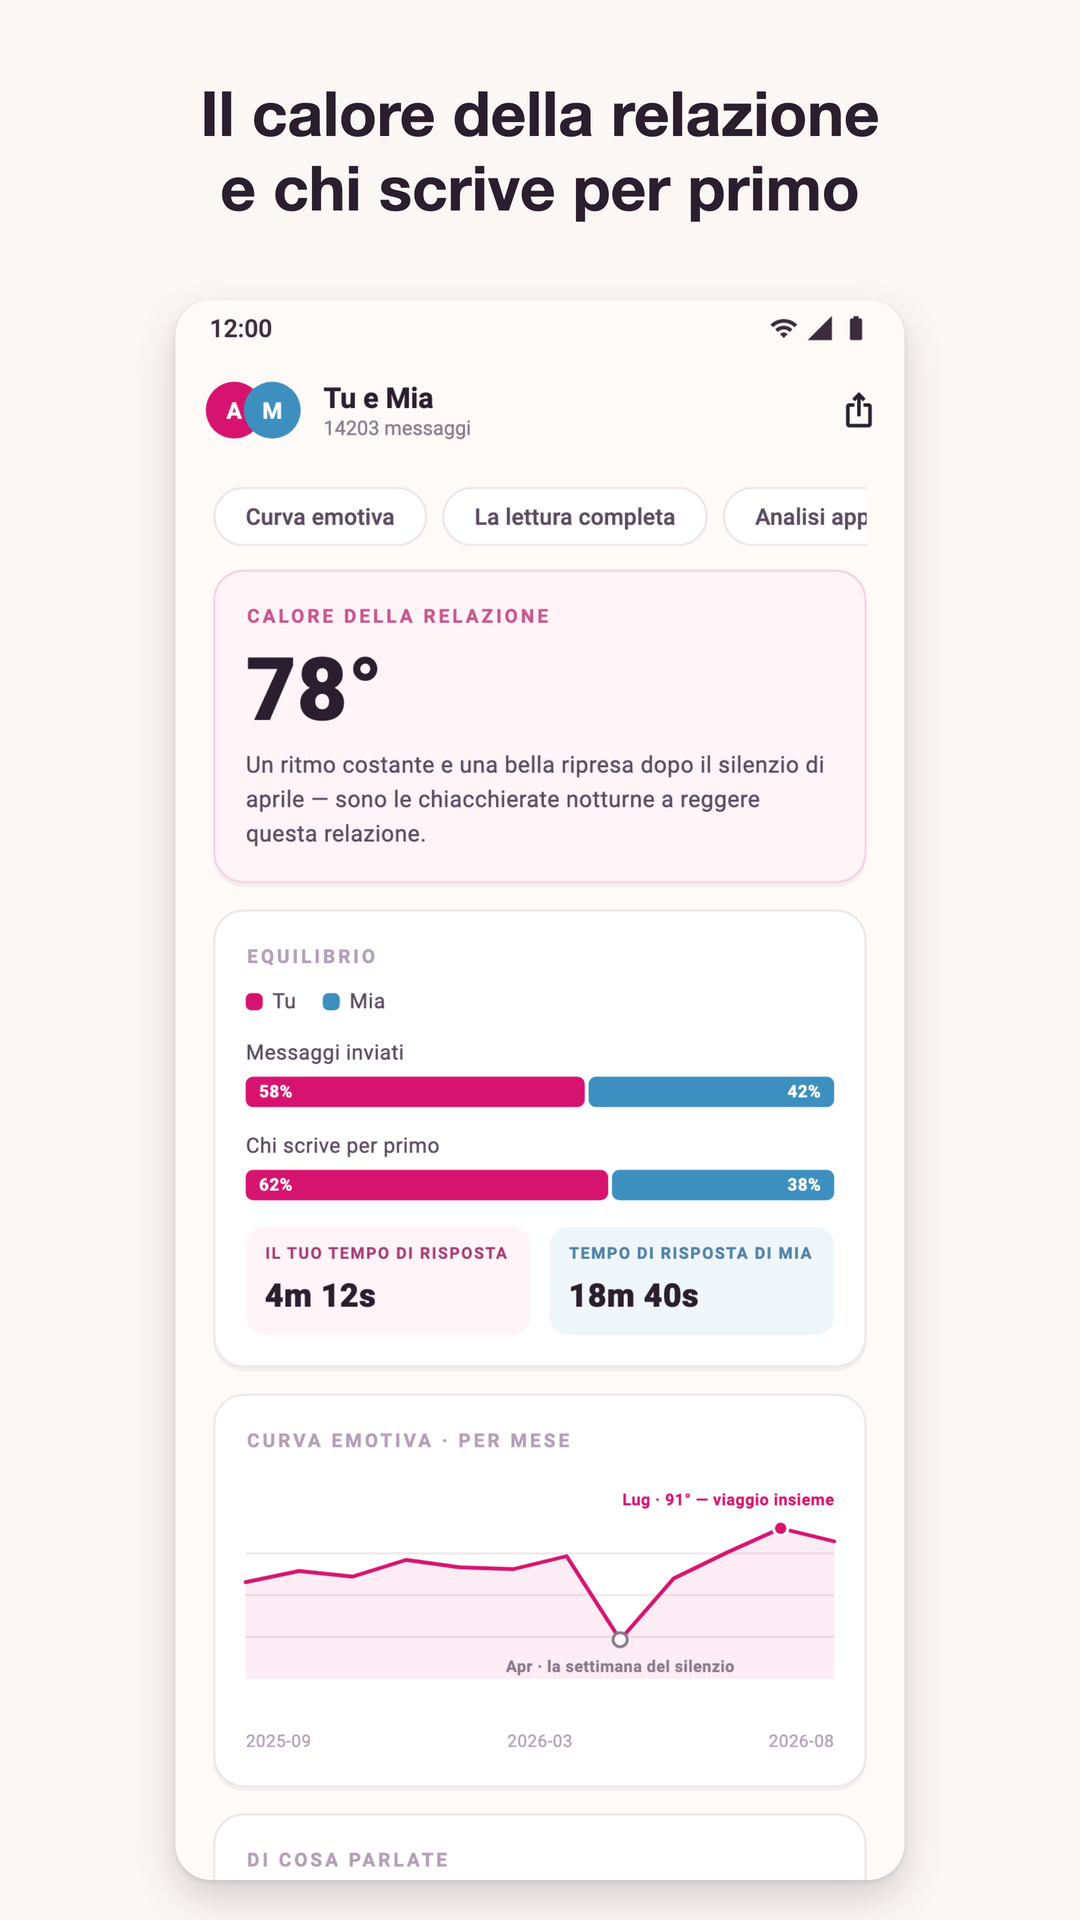 Il calore della relazione
e chi scrive per primo
12:00
A M
Tu e Mia
14203 messaggi
Curva emotiva
La lettura completa
Analisi app
CALORE DELLA RELAZIONE
78°
Un ritmo costante e una bella ripresa dopo il silenzio di
aprile — sono le chiacchierate notturne a reggere
questa relazione.
EQUILIBRIO
Tu Mia
Messaggi inviati
58% 42%
Chi scrive per primo
62% 38%
IL TUO TEMPO DI RISPOSTA
4m 12s
TEMPO DI RISPOSTA DI MIA
18m 40s
CURVA EMOTIVA · PER MESE
Lug · 91° — viaggio insieme
Apr · la settimana del silenzio
2025-09 2026-03 2026-08
DI COSA PARLATE